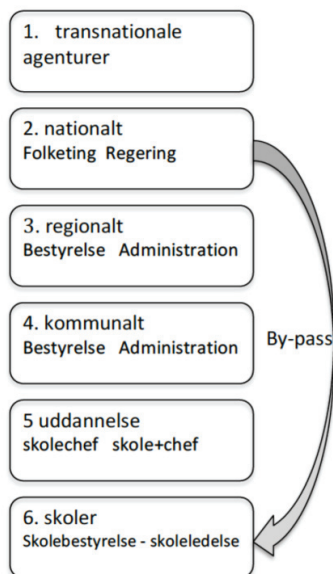 1. transnationale
agenturer
2. nationalt
Folketing Regering
3. regionalt
Bestyrelse Administration
4. kommunalt
Bestyrelse Administration
By-pass
5 uddannelse
skolechef skole+chef
6. skoler
Skolebestyrelse - skoleledelse